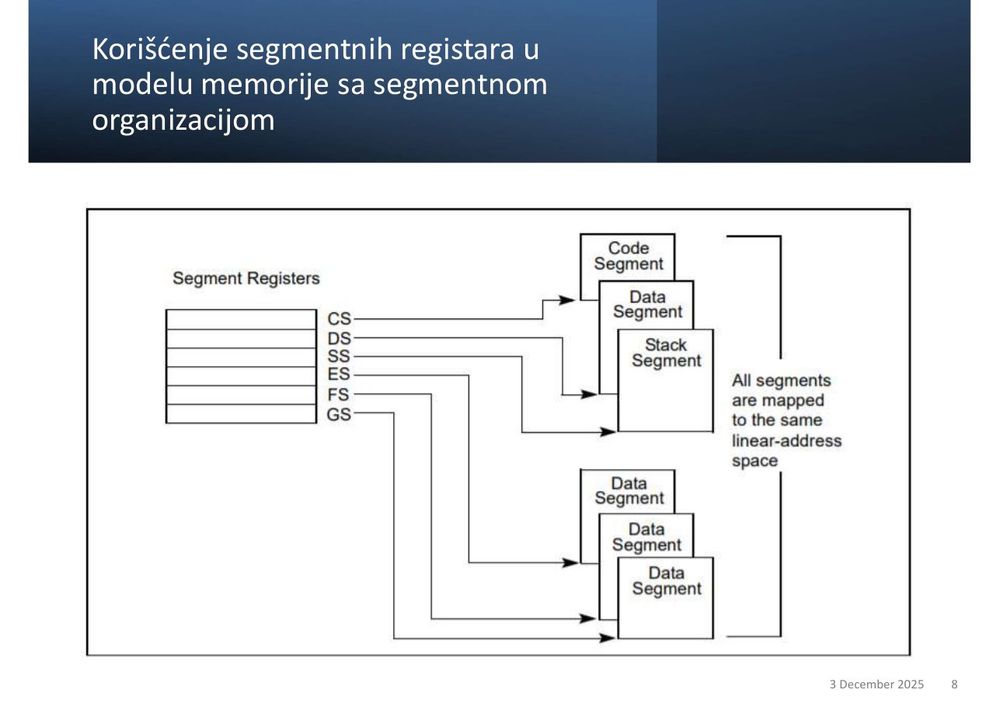 Korišćenje segmentnih registara u
modelu memorije sa segmentnom
organizacijom
Segment Registers
CS
DS
SS
ES
FS
GS
Code
Segment
Data
Segment
Stack
Segment
Data
Segment
Data
Segment
Data
Segment
All segments
are mapped
to the same
linear-address
space
3 December 2025 8